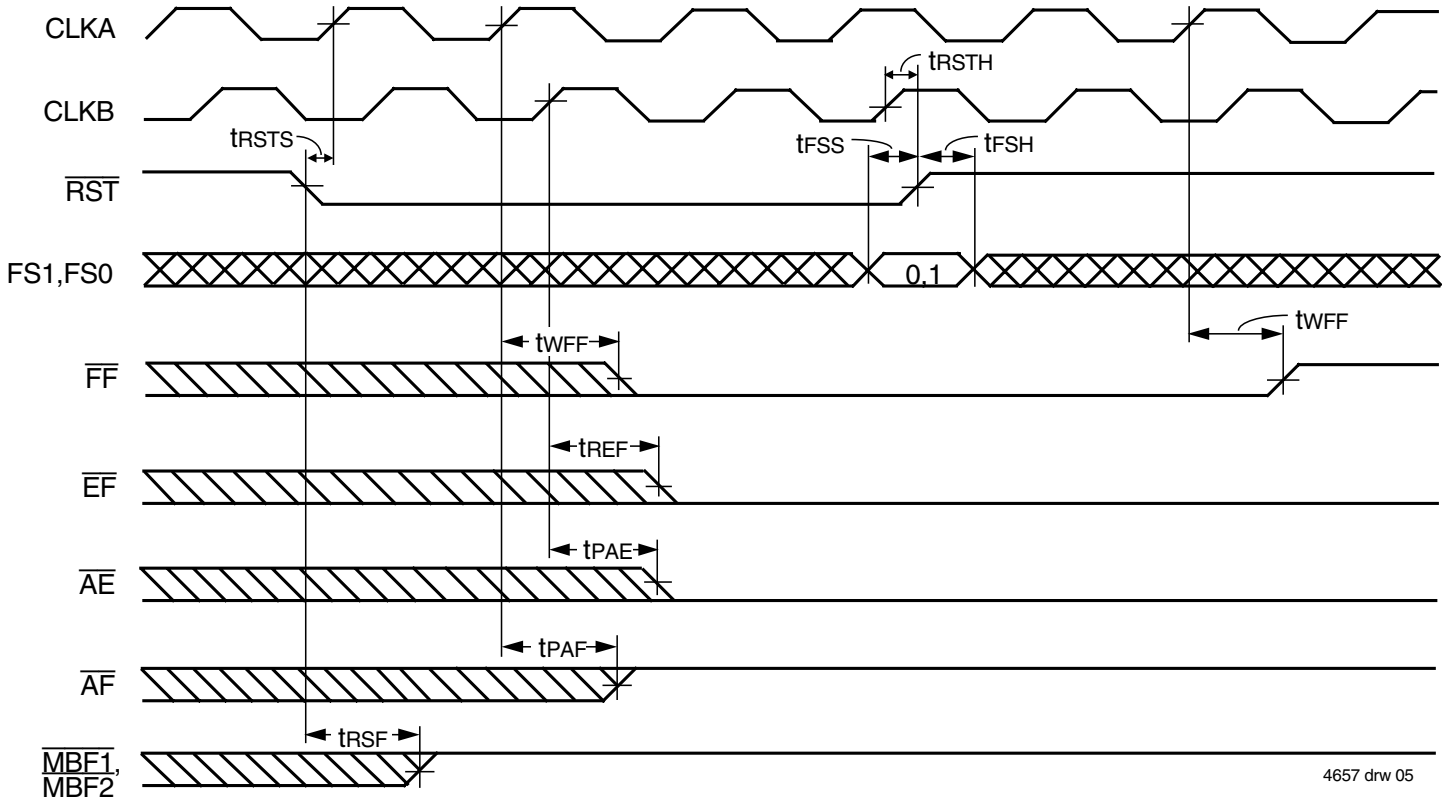 CLKA
tRSTH
CLKB
tRSTS
tFSS
tFSH
RST
FS1,FS0
0,1
tWFF
tWFF
FF
tREF
EF
tPAE
AE
tPAF
AF
tRSF
MBF1,
MBF2
4657 drw 05